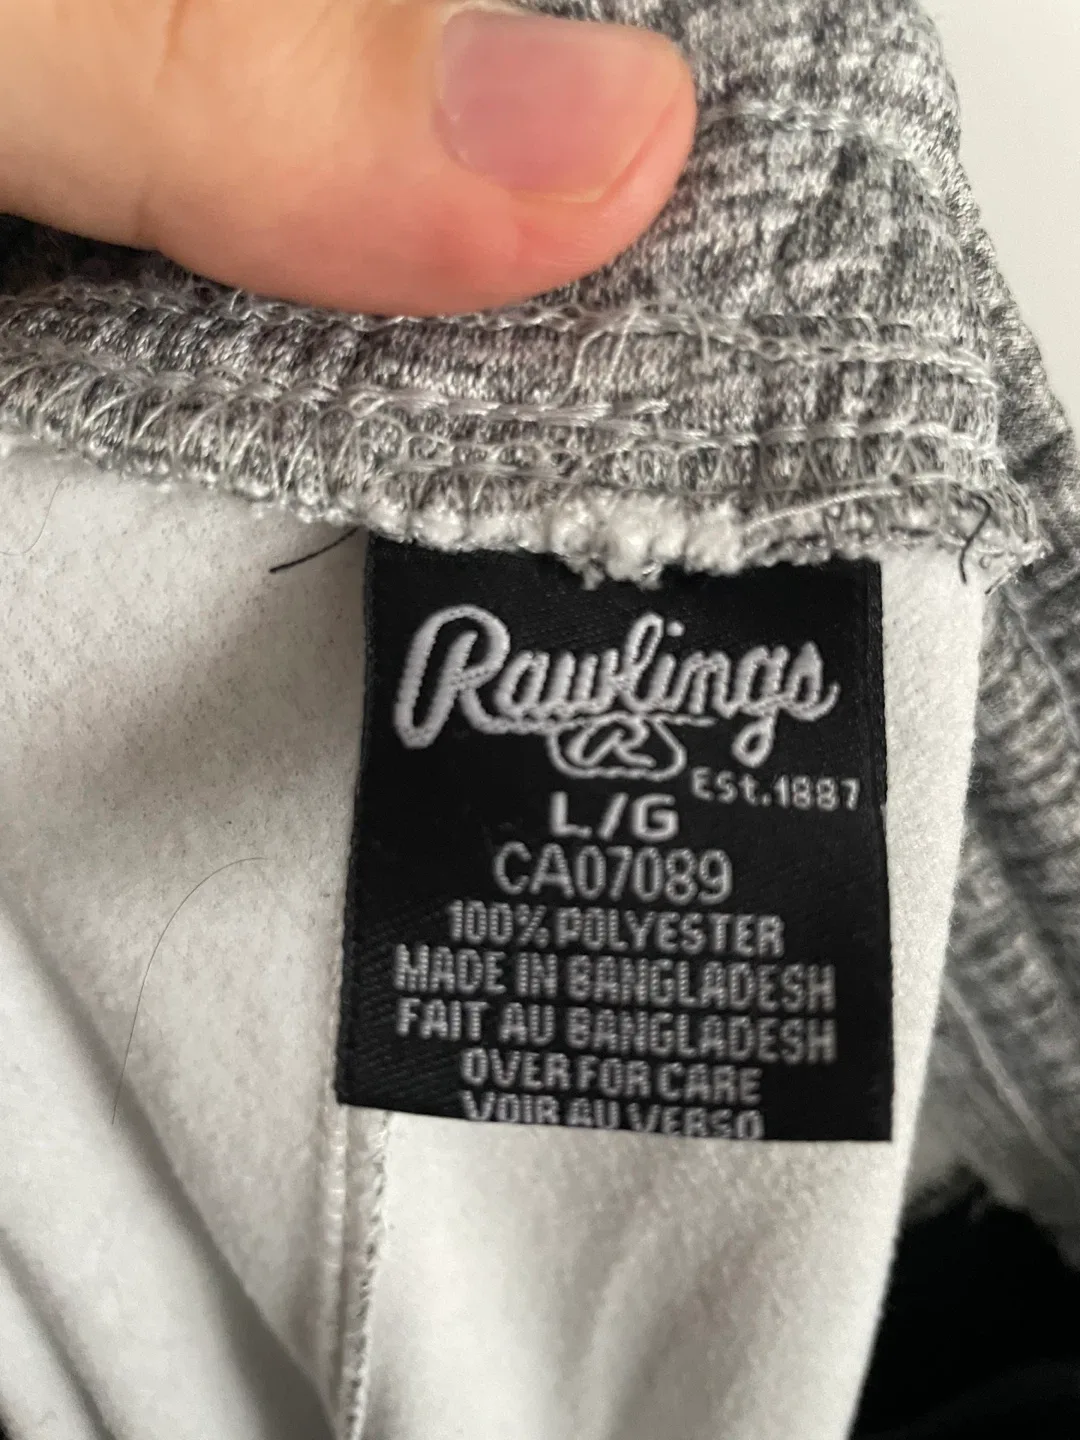 Rawlings
R
Est.1887
L/G
CA07089
100% POLYESTER
MADE IN BANGLADESH
FAIT AU BANGLADESH
OVER FOR CARE
VOIR AU VERSO